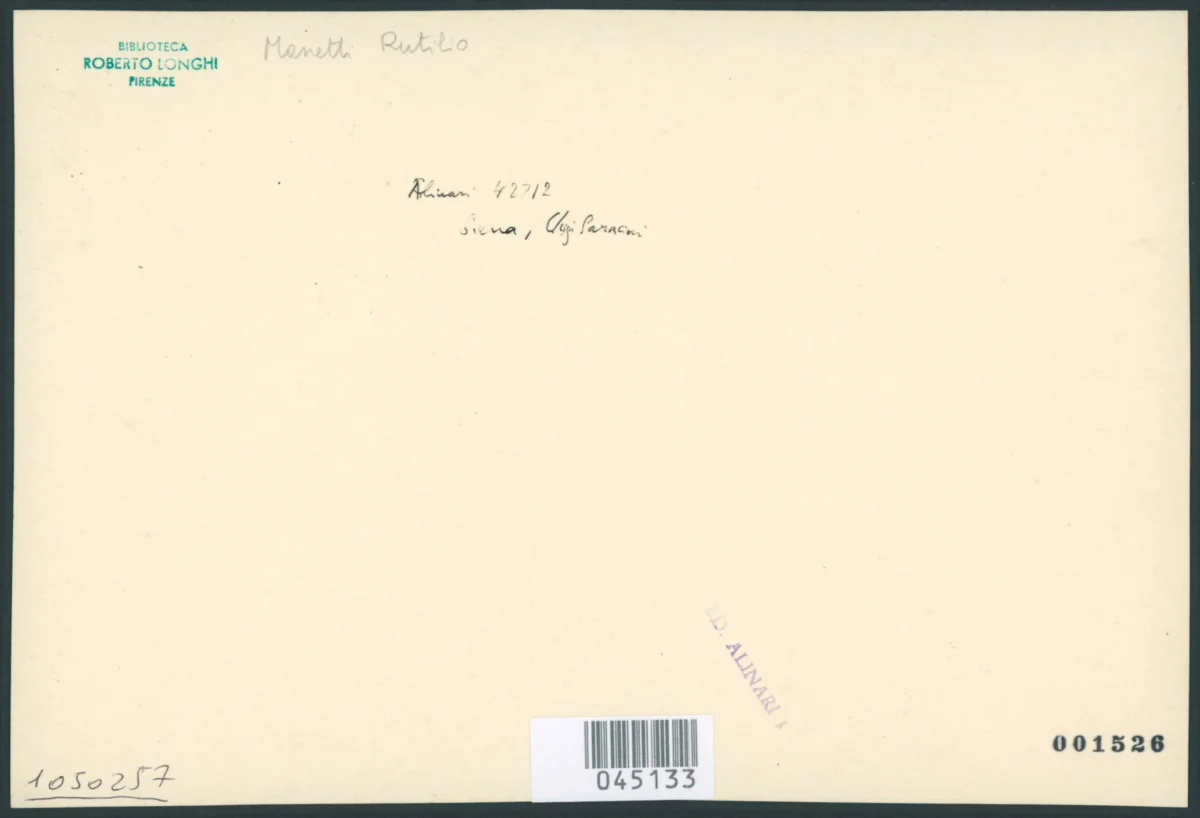 BIBLIOTECA
ROBERTO LONGHI
FIRENZE
Manetti Rutilio
Alinari 42712
Siena, Chigi Saracini
ED. ALINARI
001526
045133
1050257